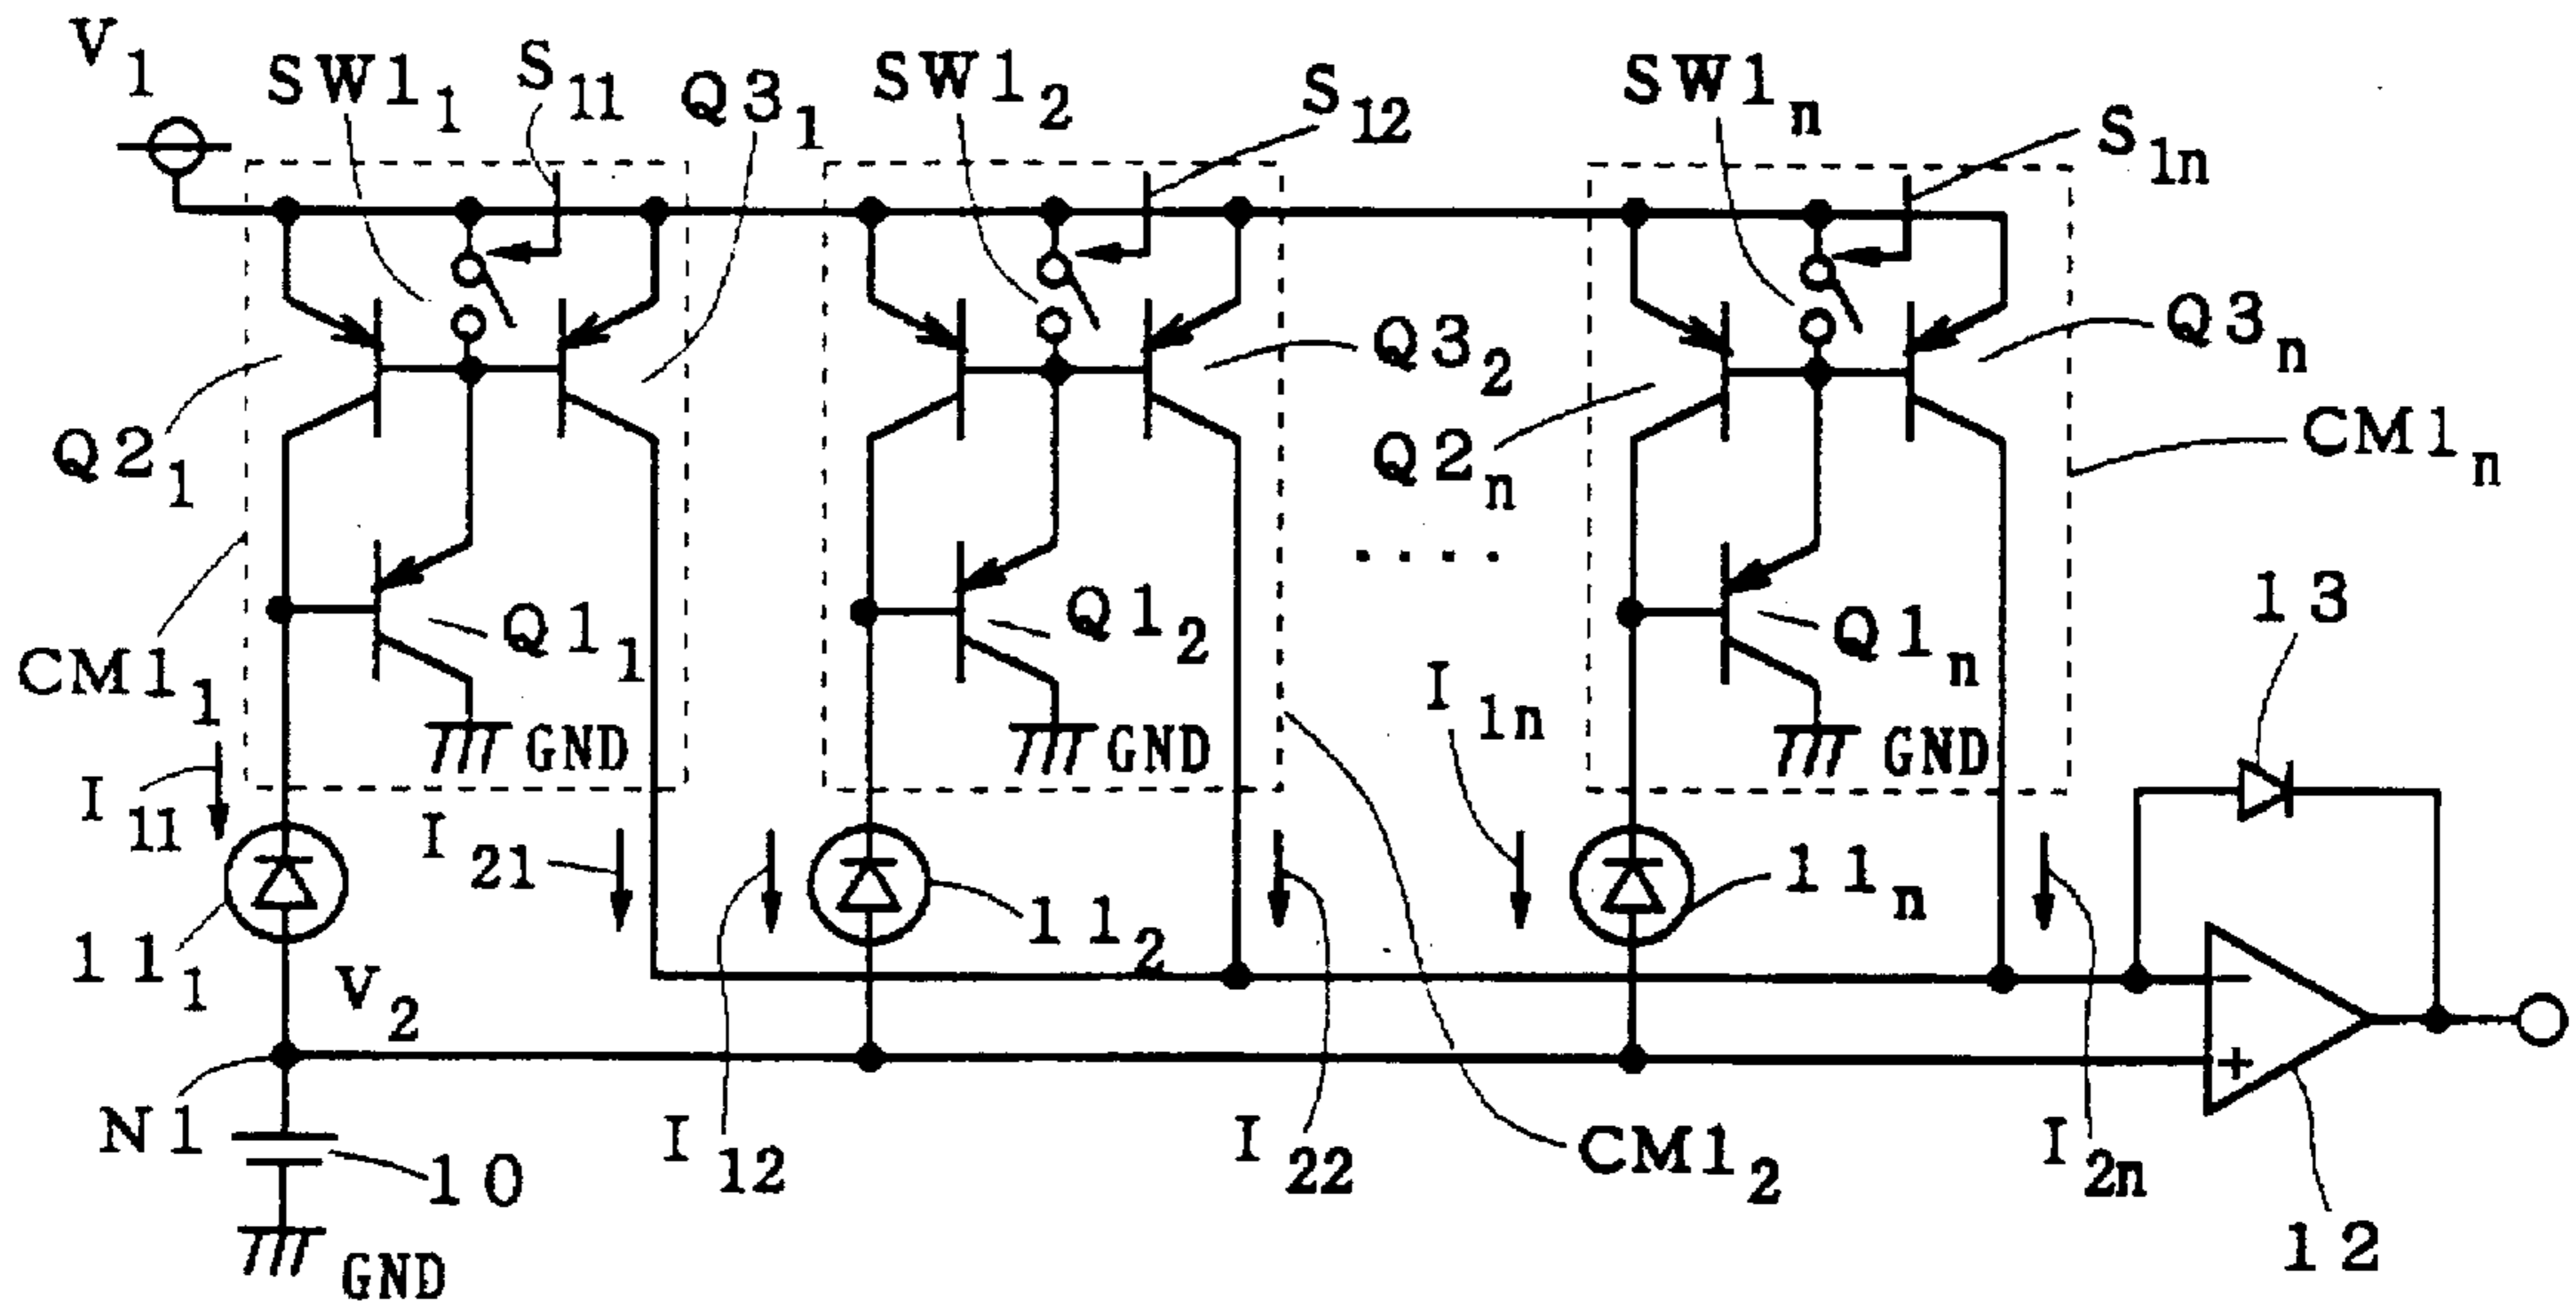 V₁
SW1₁
S₁₁
Q3₁
SW1₂
S₁₂
SW1ₙ
S₁ₙ
Q2₁
Q3₂
Q2ₙ
Q3ₙ
CM1ₙ
CM1₁
Q1₁
GND
Q1₂
GND
Q1ₙ
GND
13
I₁₁
I₂₁
I₁ₙ
11₁
V₂
11₂
11ₙ
−
+
N1
10
GND
I₁₂
I₂₂
CM1₂
I₂ₙ
12